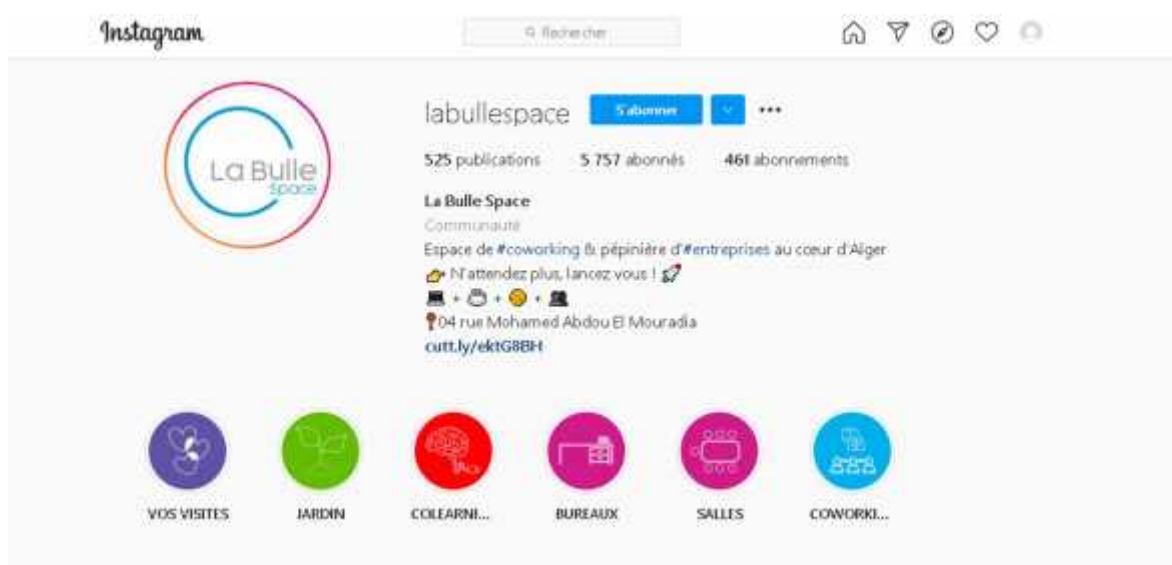 Instagram
Rechercher
La Bulle
Space
labullespace S'abonner
525 publications 5 757 abonnés 461 abonnements
La Bulle Space
Communauté
Espace de #coworking & pépinière d'#entreprises au cœur d'Alger
👉 N'attendez plus, lancez vous ! 🚀
04 rue Mohamed Abdou El Mouradia
cutt.ly/ektG8BH
VOS VISITES JARDIN COLEARNI... BUREAUX SALLES COWORKI...